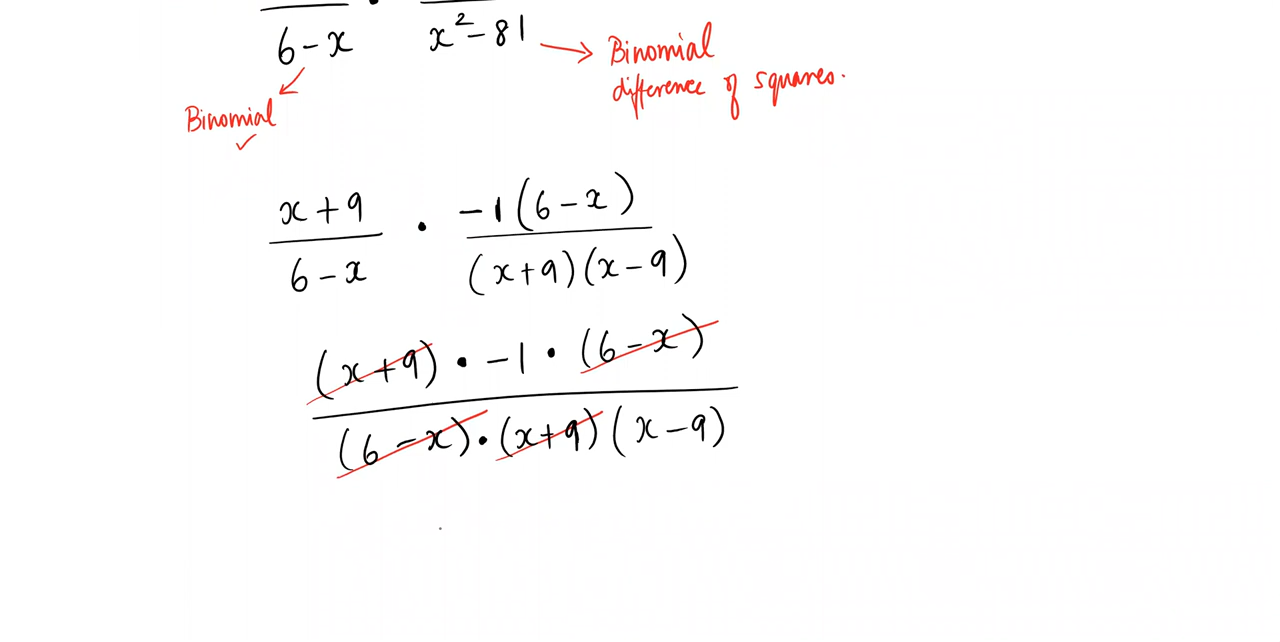 6 - x · x² - 81 → Binomial
difference of squares.
Binomial
✓
x + 9 · -1(6 - x)
6 - x (x + 9)(x - 9)
(x + 9) · -1 · (6 - x)
(6 - x) · (x + 9)(x - 9)